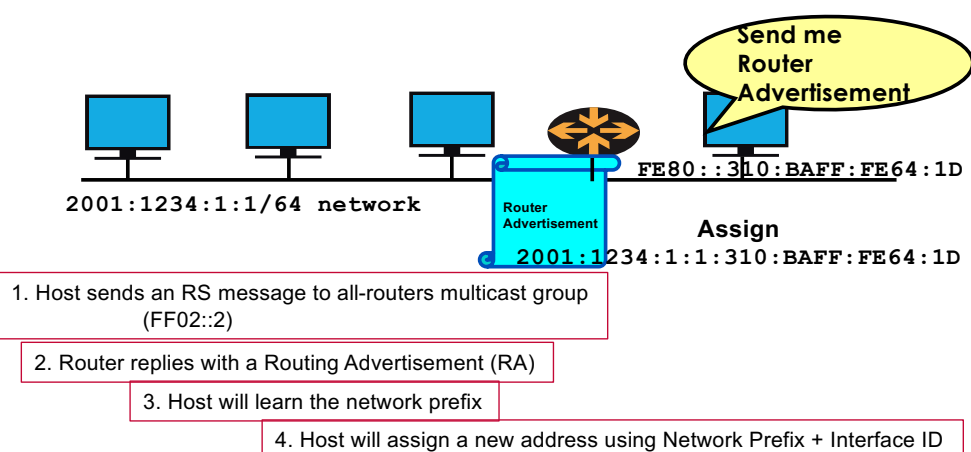 Send me
Router
Advertisement
FE80::310:BAFF:FE64:1D
2001:1234:1:1/64 network
Router
Advertisement
Assign
2001:1234:1:1:310:BAFF:FE64:1D
1. Host sends an RS message to all-routers multicast group
(FF02::2)
2. Router replies with a Routing Advertisement (RA)
3. Host will learn the network prefix
4. Host will assign a new address using Network Prefix + Interface ID